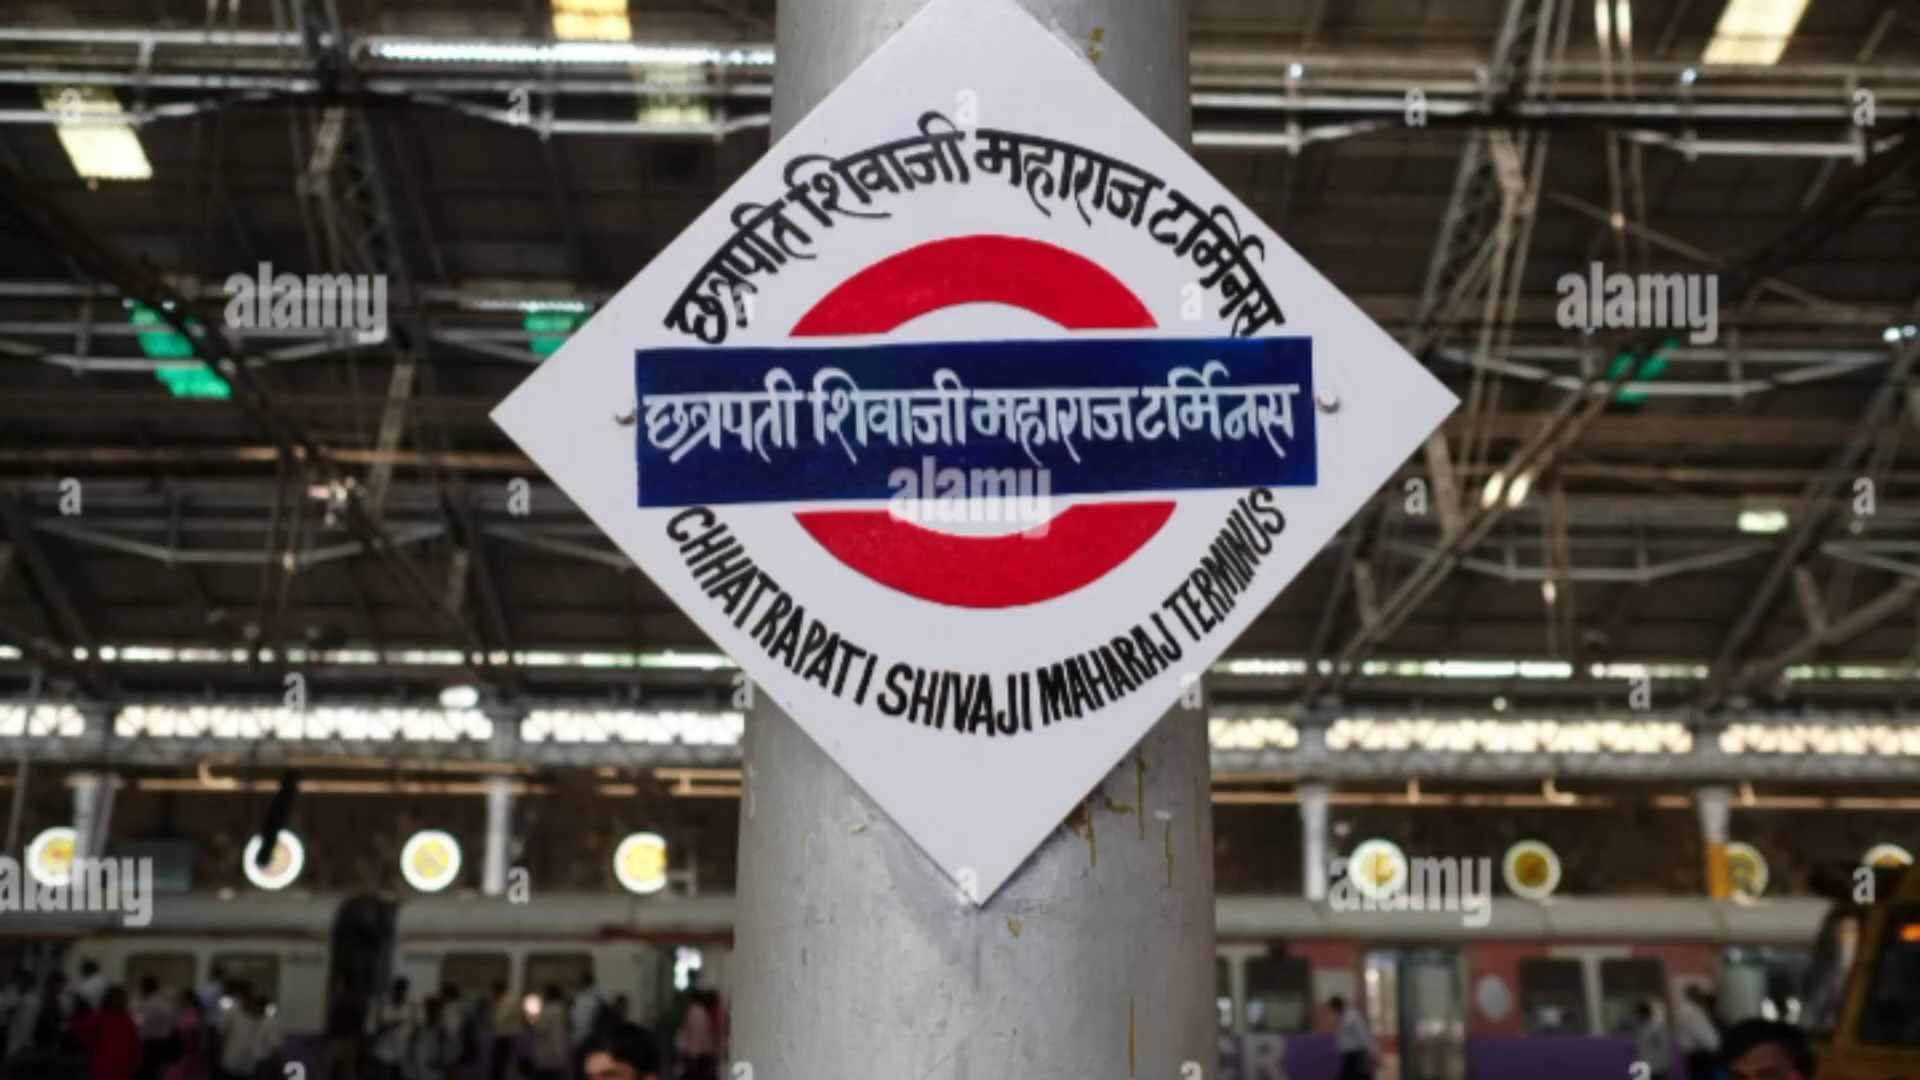 छत्रपति शिवाजी महाराज टर्मिनस
छत्रपती शिवाजी महाराज टर्मिनस
CHHATRAPATI SHIVAJI MAHARAJ TERMINUS
alamy
alamy
alamy
alamy
alamy